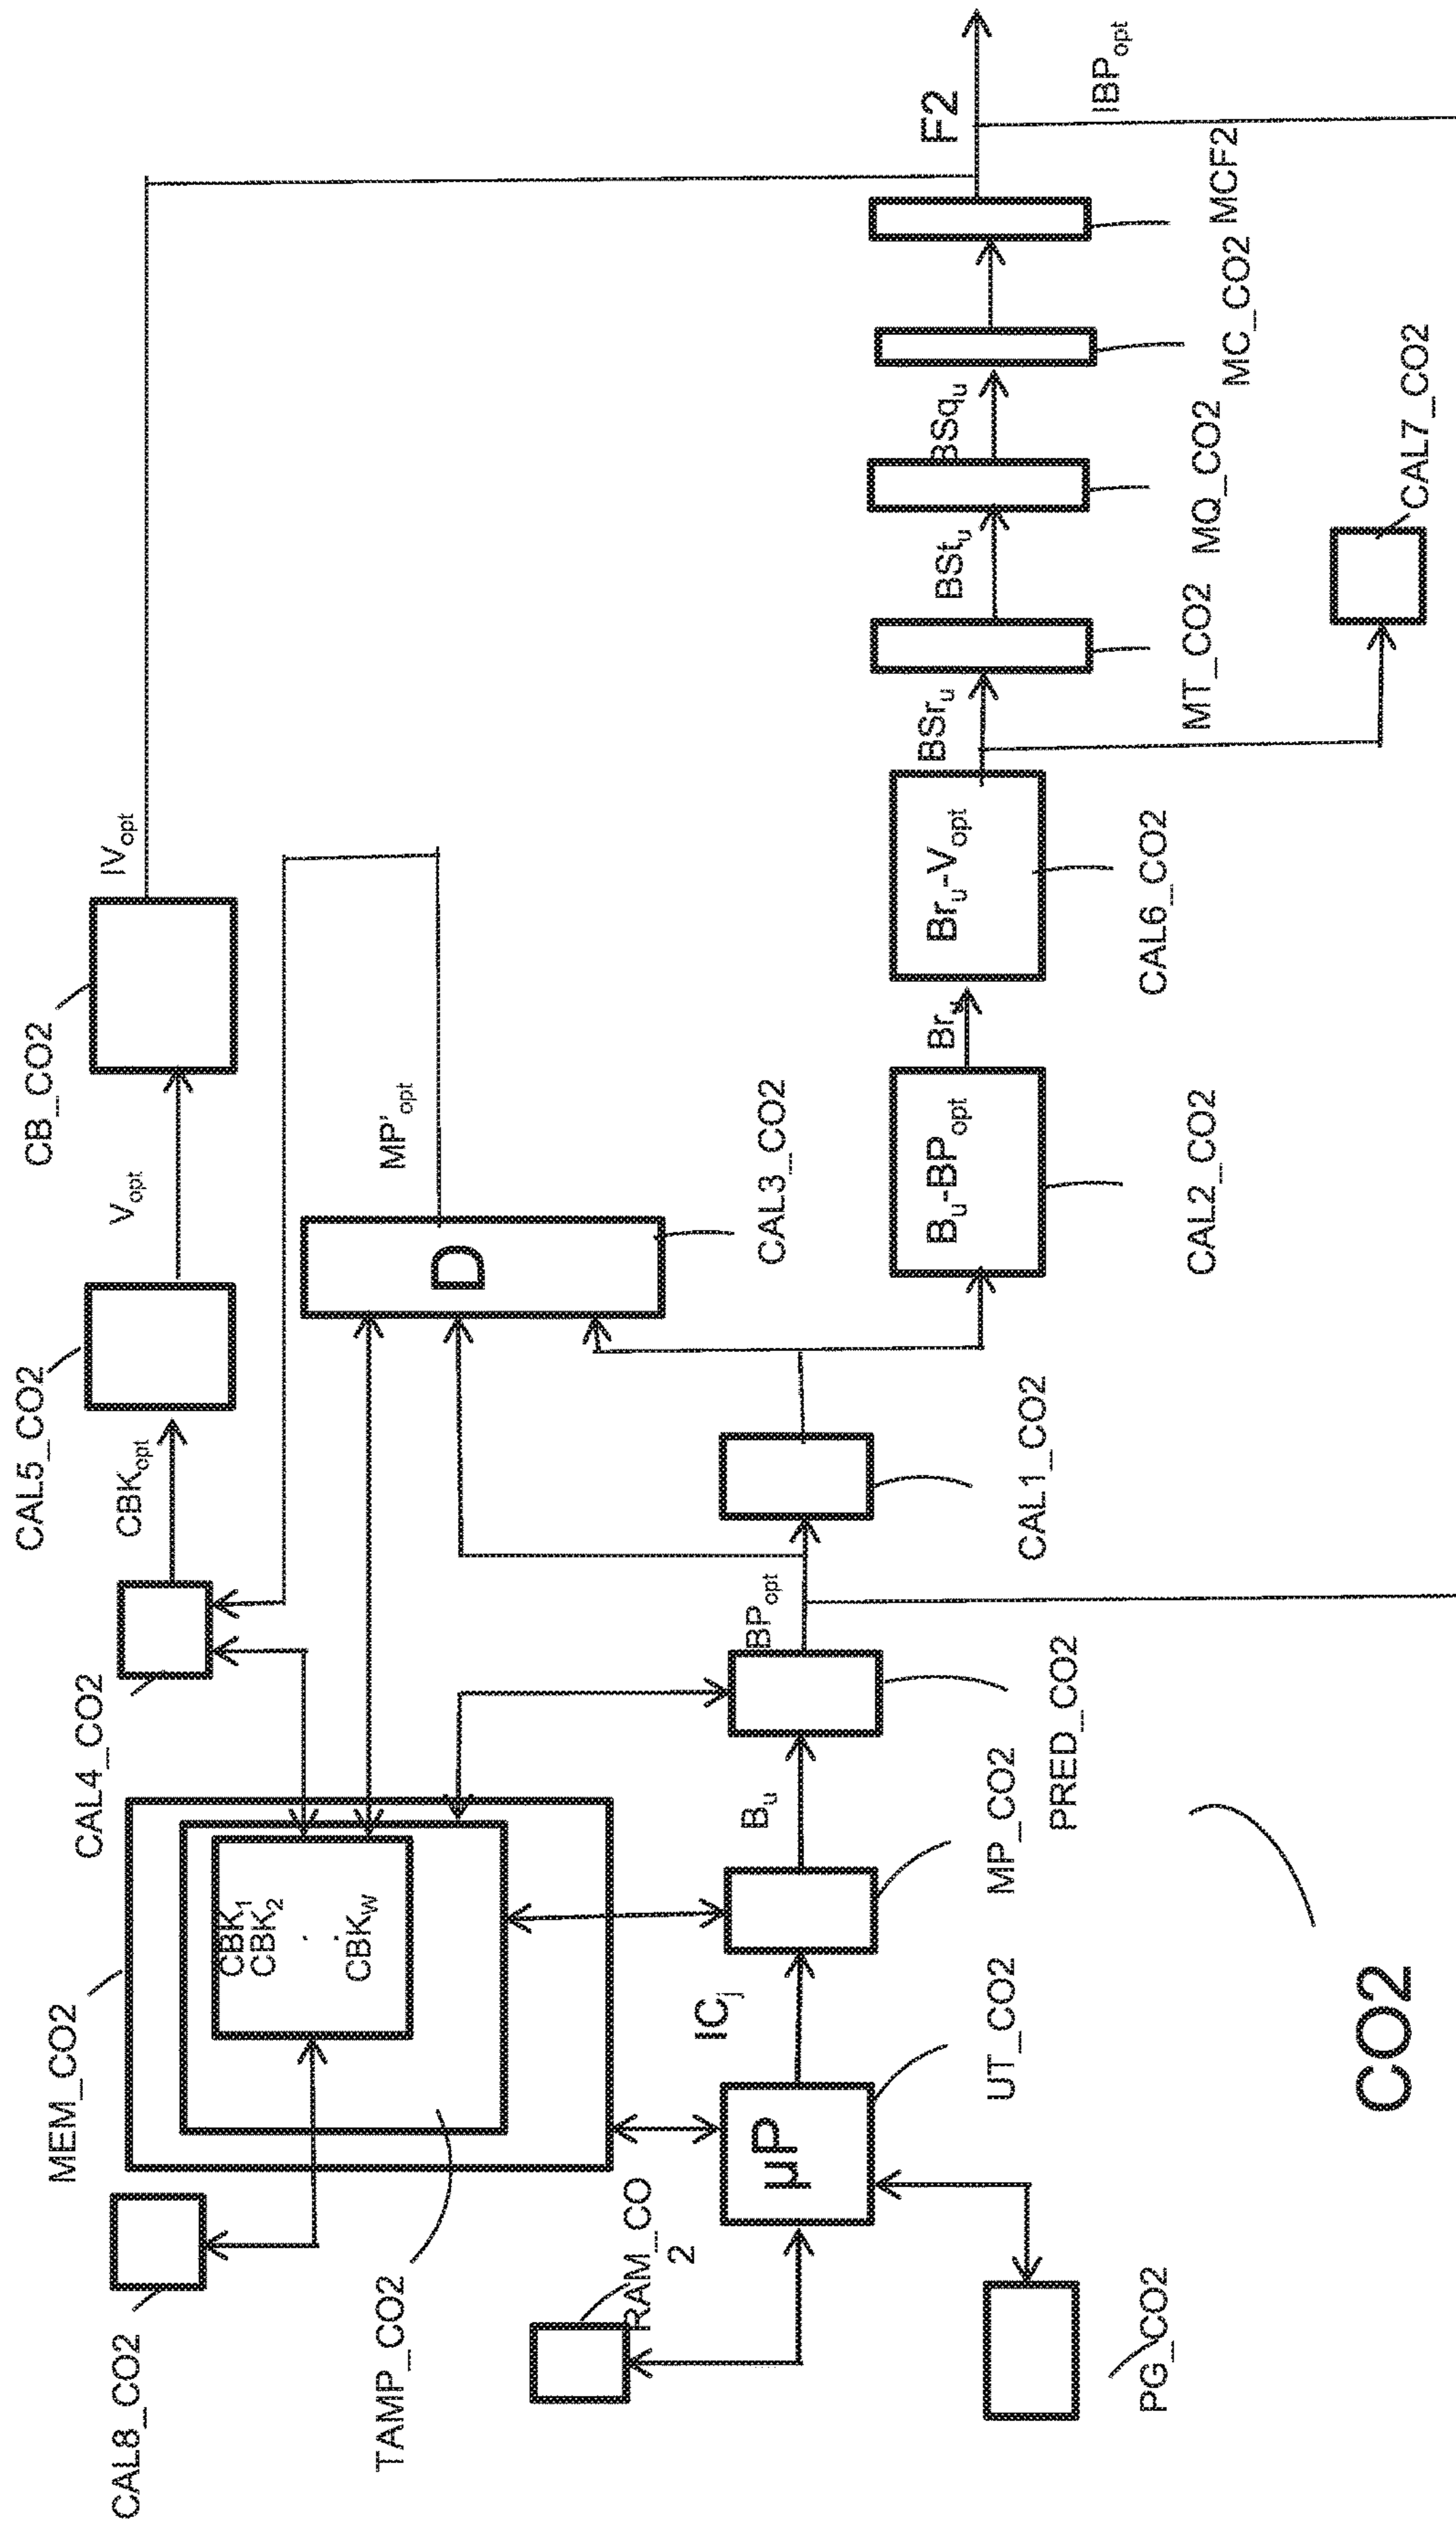 CAL8_CO2
MEM_CO2
CAL4_CO2
CAL5_CO2
CB_CO2
CBK_opt
V_opt
IV_opt
CBK_1
CBK_2
.
.
CBK_W
TAMP_CO2
MP'_opt
D
CAL3_CO2
RAM_CO
2
µP
IC_j
B_u
BP_opt
UT_CO2
MP_CO2
PRED_CO2
CAL1_CO2
PG_CO2
B_u-BP_opt
Br_u
Br_u-V_opt
BSr_u
BSt_u
BSq_u
F2
CAL2_CO2
CAL6_CO2
MT_CO2
MQ_CO2
MC_CO2
MCF2
IBP_opt
CAL7_CO2
CO2